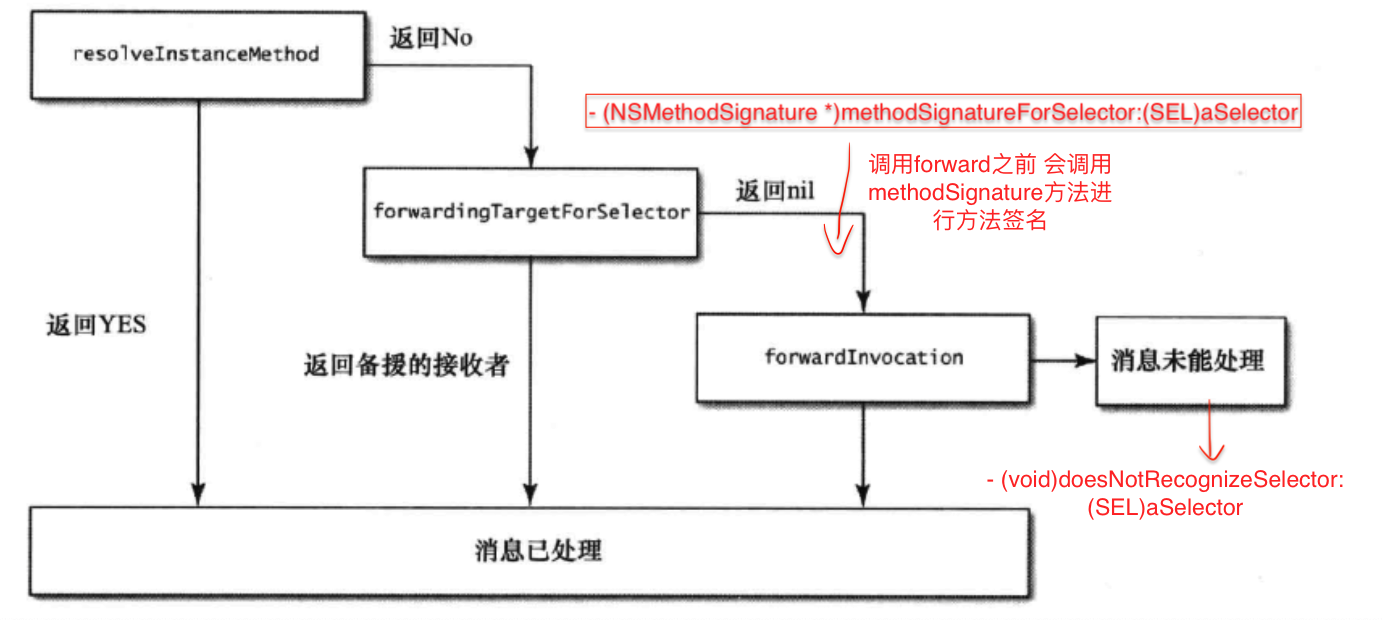 resolveInstanceMethod
返回No
- (NSMethodSignature *)methodSignatureForSelector:(SEL)aSelector
调用forward之前 会调用
methodSignature方法进
行方法签名
forwardingTargetForSelector
返回nil
返回YES
返回备援的接收者
forwardInvocation
消息未能处理
- (void)doesNotRecognizeSelector:
(SEL)aSelector
消息已处理